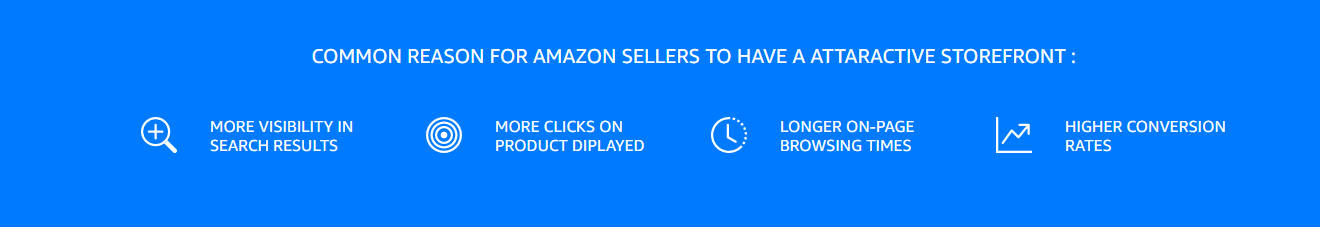 COMMON REASON FOR AMAZON SELLERS TO HAVE A ATTARACTIVE STOREFRONT :
MORE VISIBILITY IN
SEARCH RESULTS
MORE CLICKS ON
PRODUCT DIPLAYED
LONGER ON-PAGE
BROWSING TIMES
HIGHER CONVERSION
RATES